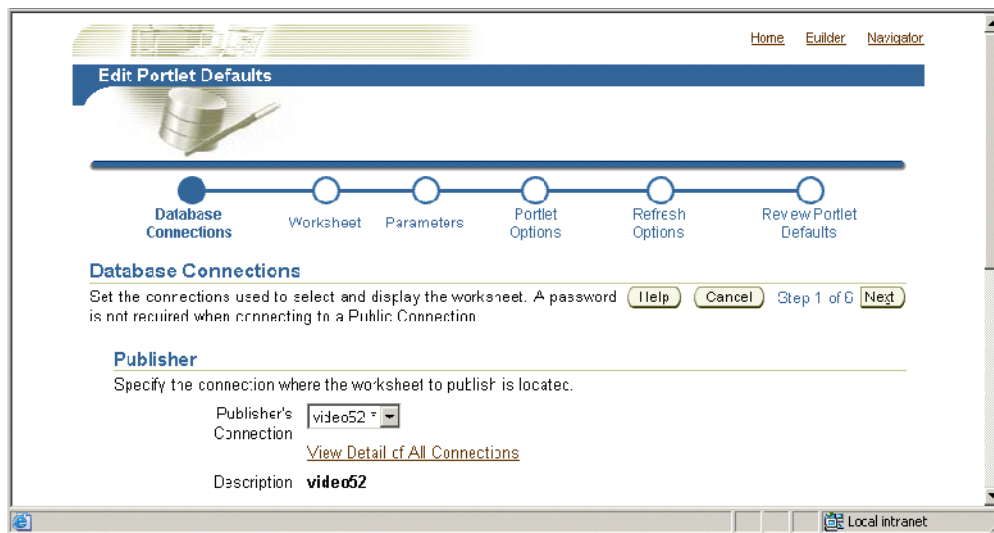 Home Euilder Navigator
Edit Portlet Defaults
Database Connections
Worksheet
Parameters
Portlet Options
Refresh Options
Review Portlet Defaults
Database Connections
Set the connections used to select and display the worksheet. A password
is not required when connecting to a Public Connection
Help Cancel Step 1 of 6 Next
Publisher
Specify the connection where the worksheet to publish is located.
Publisher's Connection video52 *
View Detail of All Connections
Description video52
Local intranet